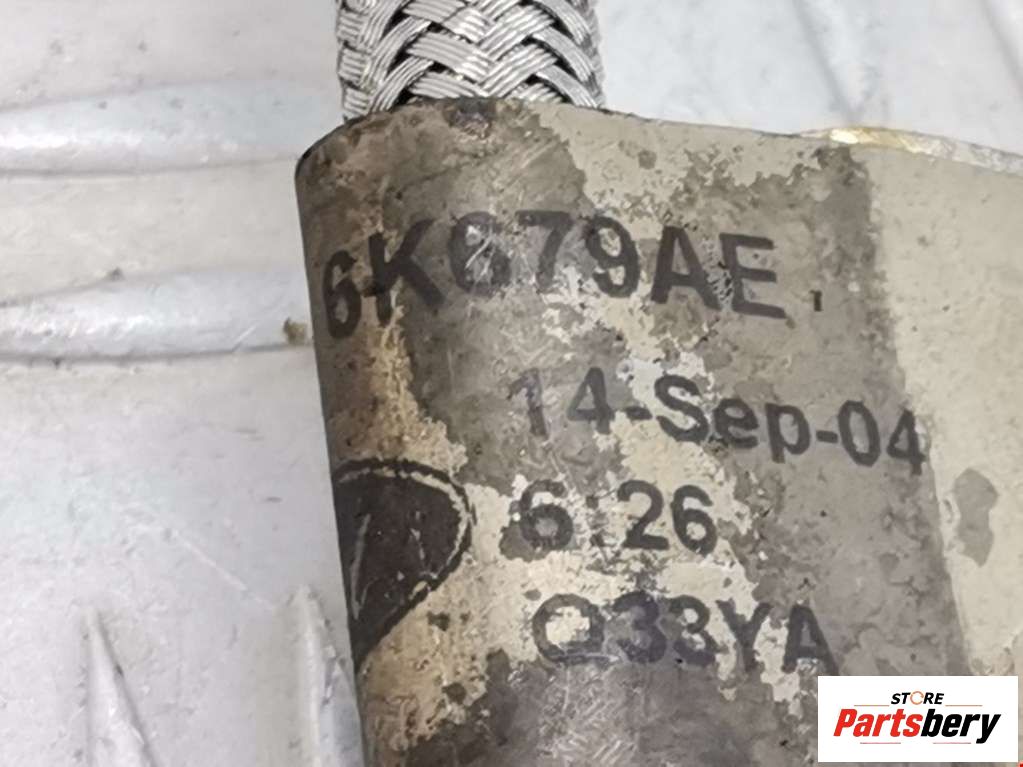 6K679AE
14-Sep-04
6:26
Q33YA
STORE
Partsbery